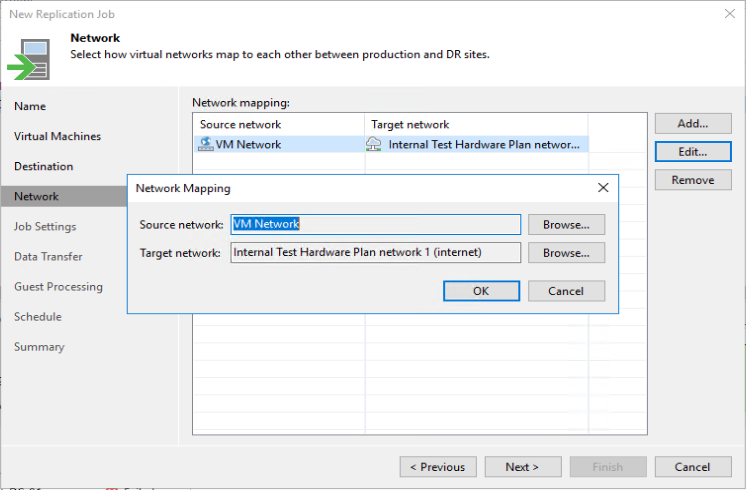 New Replication Job
Network
Select how virtual networks map to each other between production and DR sites.
Name
Virtual Machines
Destination
Network
Job Settings
Data Transfer
Guest Processing
Schedule
Summary
Network mapping:
Source network Target network
VM Network Internal Test Hardware Plan networ...
Add...
Edit...
Remove
Network Mapping
Source network: VM Network Browse...
Target network: Internal Test Hardware Plan network 1 (internet) Browse...
OK Cancel
< Previous Next > Finish Cancel